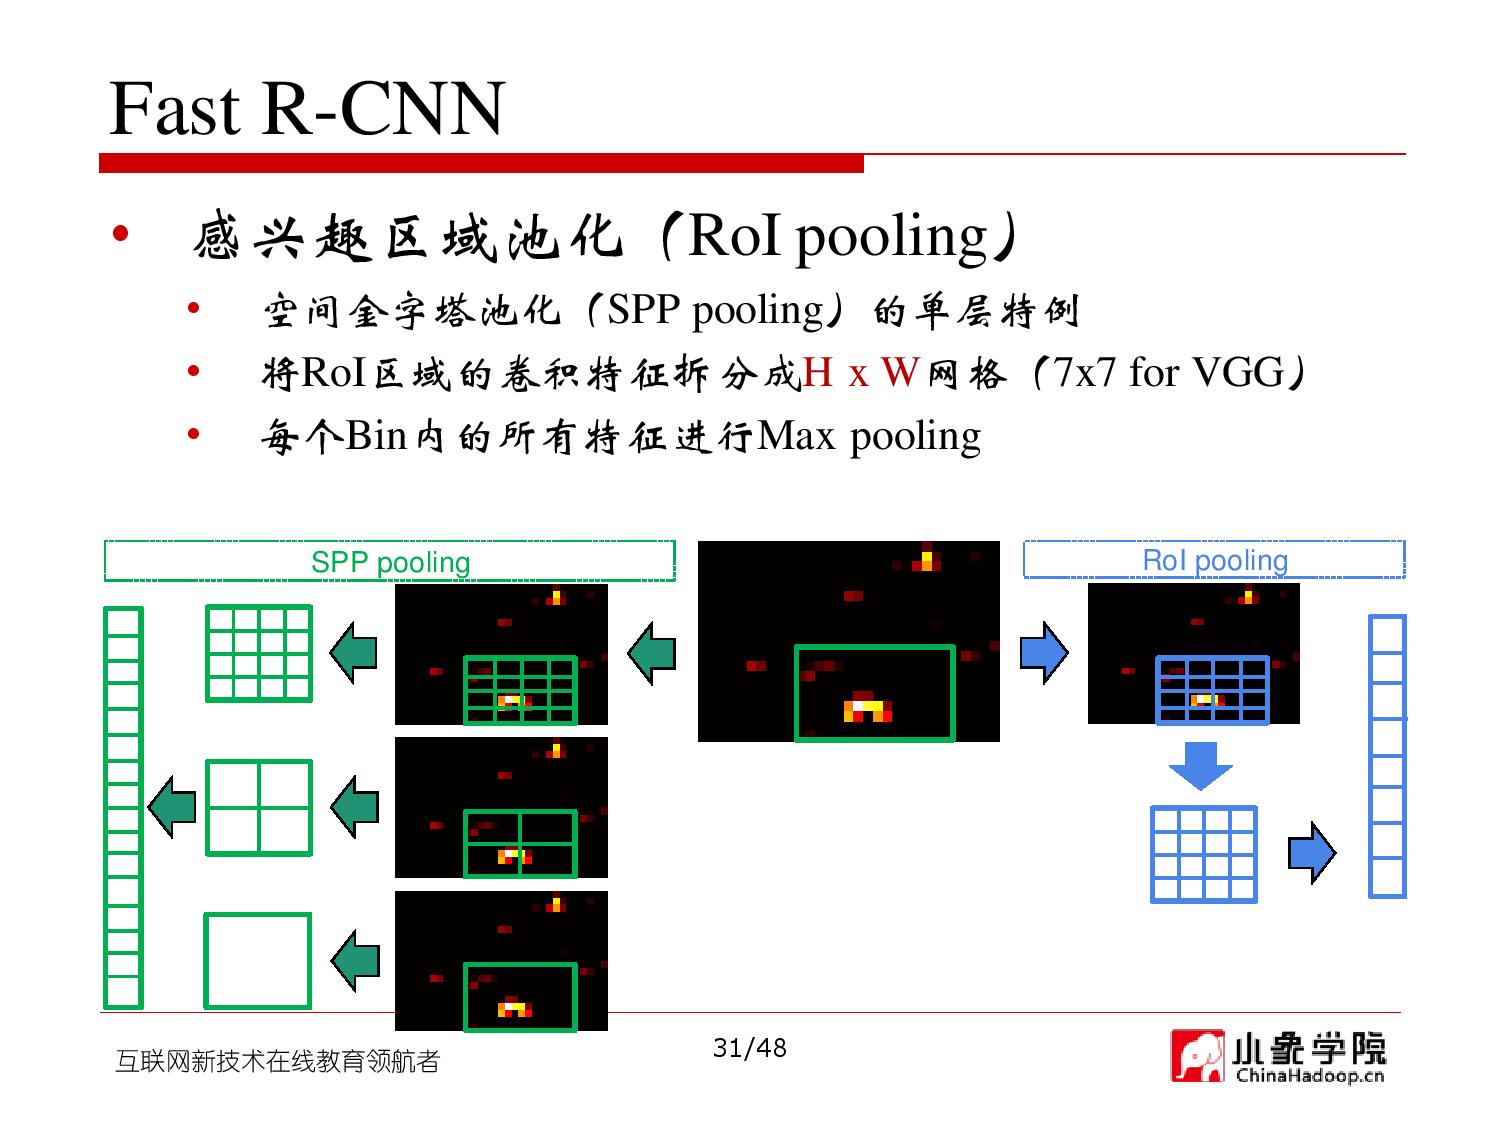 Fast R-CNN
• 感兴趣区域池化（RoI pooling）
• 空间金字塔池化（SPP pooling）的单层特例
• 将RoI区域的卷积特征拆分成H x W网格（7x7 for VGG）
• 每个Bin内的所有特征进行Max pooling
SPP pooling
RoI pooling
互联网新技术在线教育领航者
31/48
小象学院
ChinaHadoop.cn